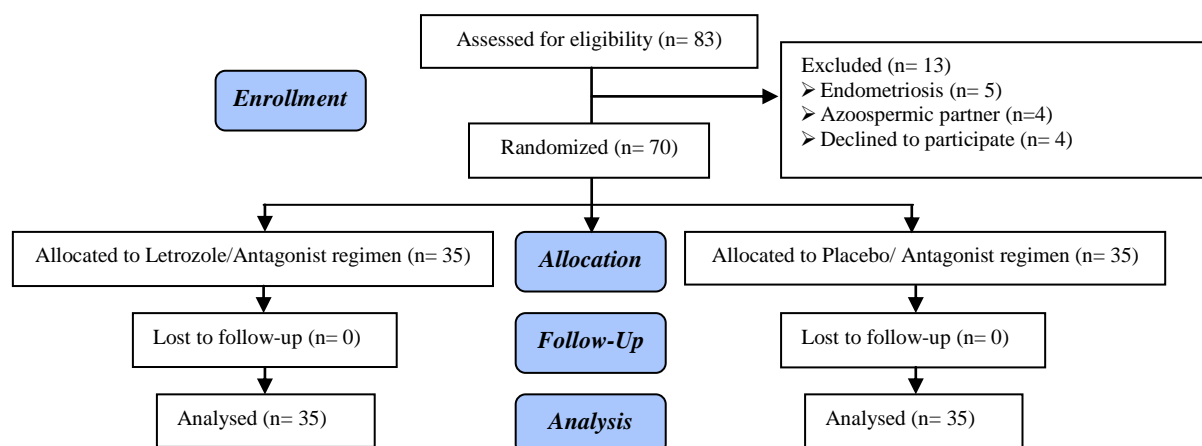 Assessed for eligibility (n= 83)
Excluded (n= 13)
➢ Endometriosis (n= 5)
➢ Azoospermic partner (n=4)
➢ Declined to participate (n= 4)
Enrollment
Randomized (n= 70)
Allocated to Letrozole/Antagonist regimen (n= 35)
Allocation
Allocated to Placebo/ Antagonist regimen (n= 35)
Lost to follow-up (n= 0)
Follow-Up
Lost to follow-up (n= 0)
Analysed (n= 35)
Analysis
Analysed (n= 35)